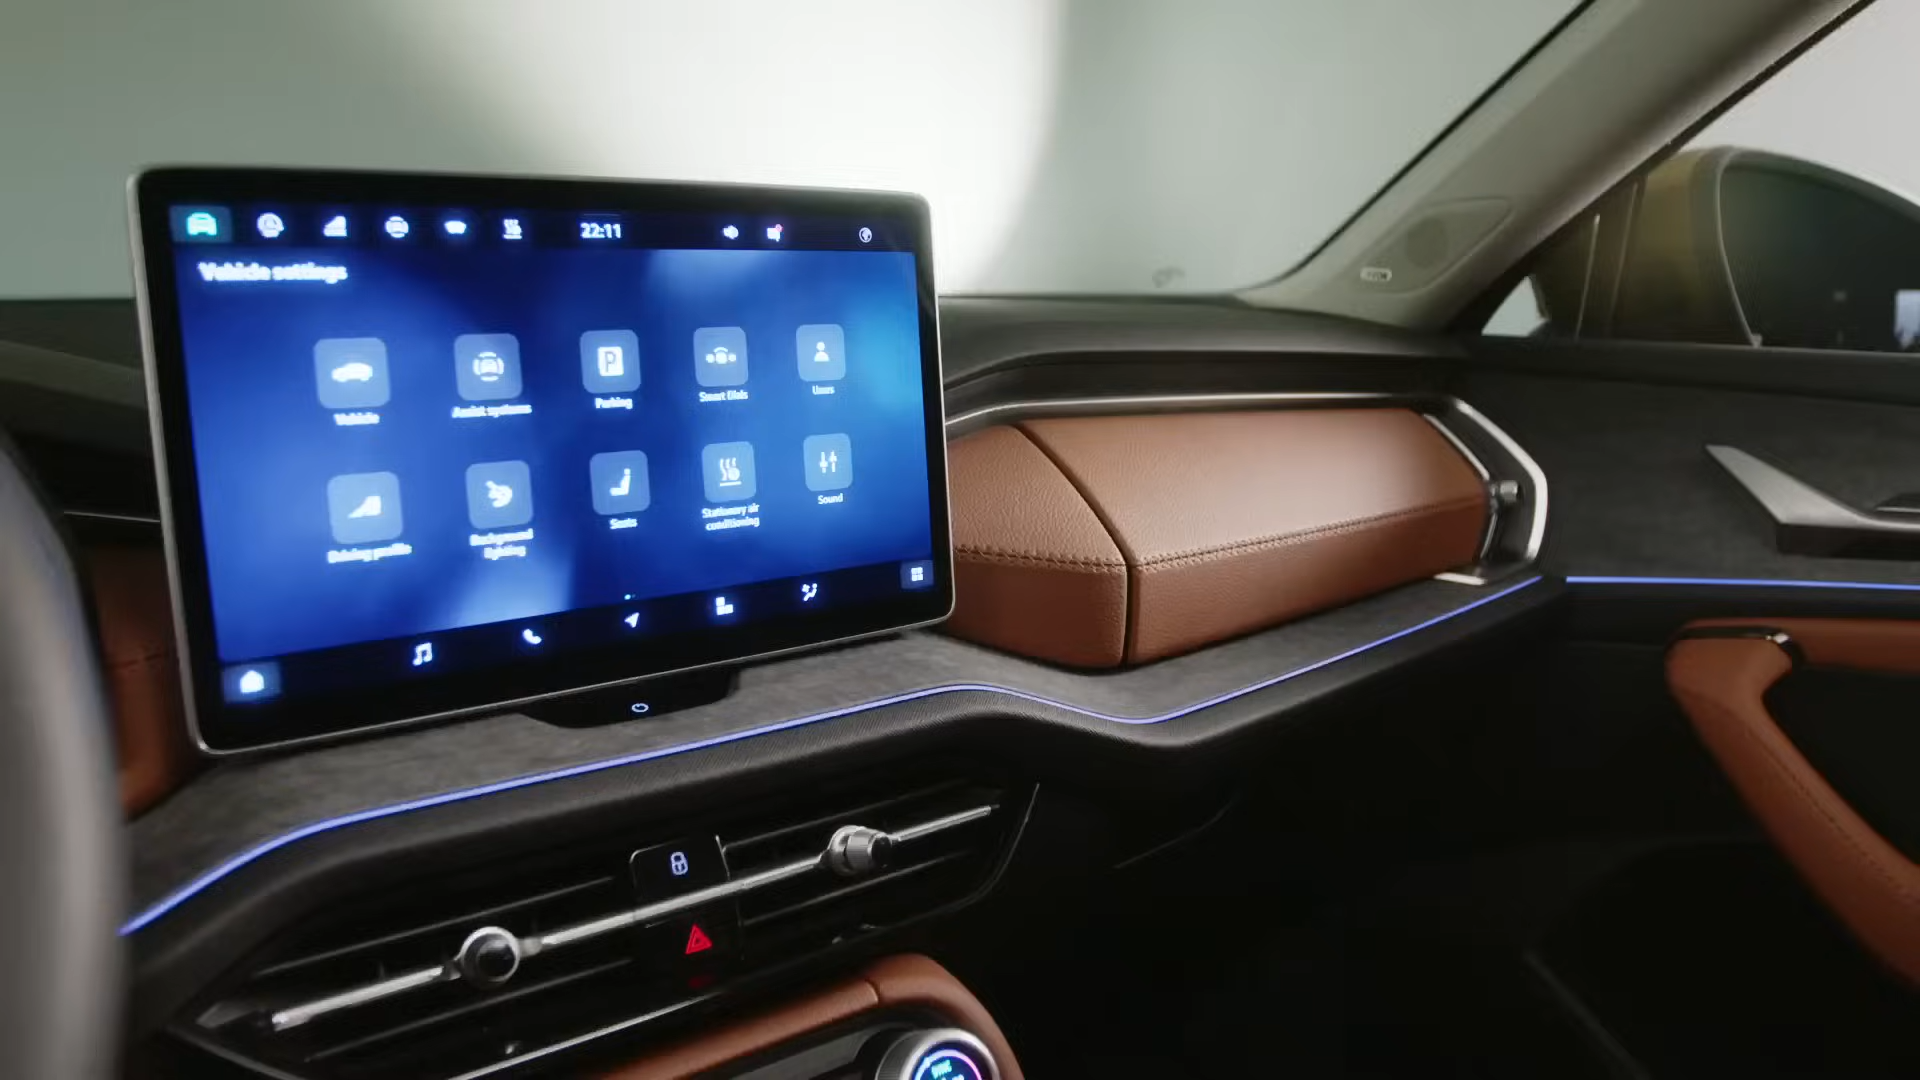 22:11
Vehicle settings
Vehicle
Assist systems
Parking
Smart Dials
Users
Driving profile
Background
lighting
Seats
Stationary air
conditioning
Sound